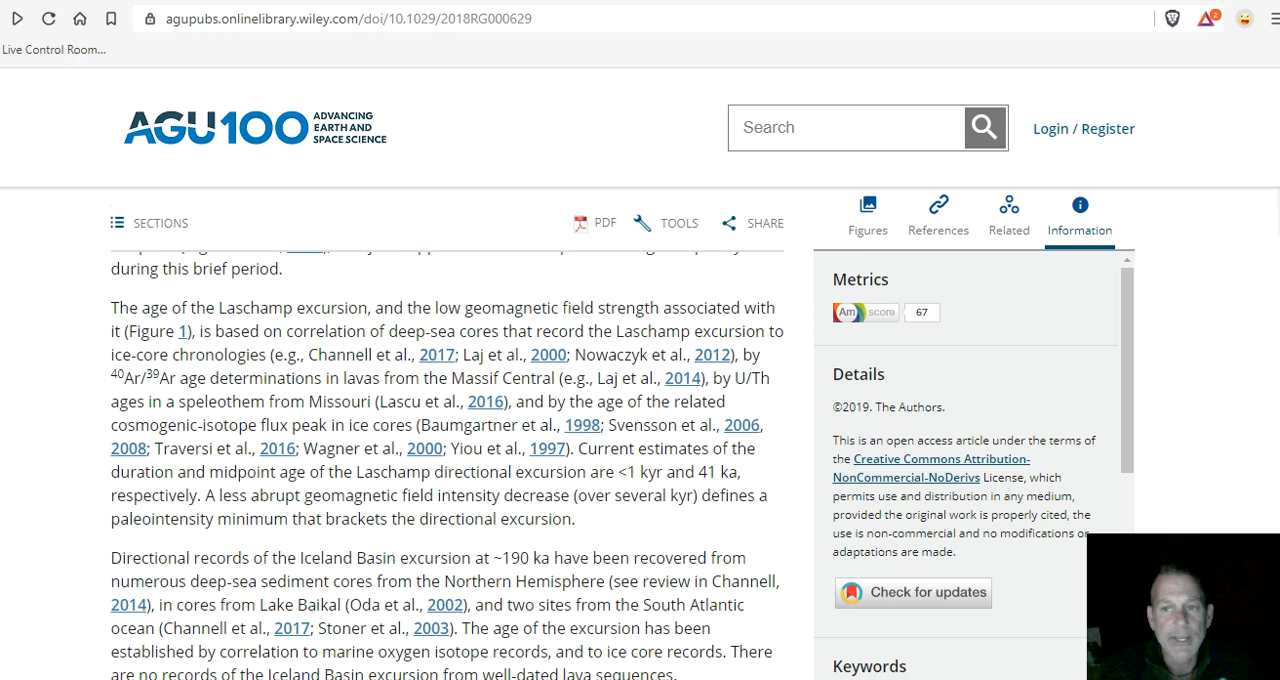 agupubs.onlinelibrary.wiley.com/doi/10.1029/2018RG000629
2
Live Control Room...
AGU100 ADVANCING
EARTH AND
SPACE SCIENCE
Search
Login / Register
SECTIONS
PDF
TOOLS
SHARE
Figures
References
Related
Information
during this brief period.
The age of the Laschamp excursion, and the low geomagnetic field strength associated with
it (Figure 1), is based on correlation of deep-sea cores that record the Laschamp excursion to
ice-core chronologies (e.g., Channell et al., 2017; Laj et al., 2000; Nowaczyk et al., 2012), by
40Ar/39Ar age determinations in lavas from the Massif Central (e.g., Laj et al., 2014), by U/Th
ages in a speleothem from Missouri (Lascu et al., 2016), and by the age of the related
cosmogenic-isotope flux peak in ice cores (Baumgartner et al., 1998; Svensson et al., 2006,
2008; Traversi et al., 2016; Wagner et al., 2000; Yiou et al., 1997). Current estimates of the
duration and midpoint age of the Laschamp directional excursion are <1 kyr and 41 ka,
respectively. A less abrupt geomagnetic field intensity decrease (over several kyr) defines a
paleointensity minimum that brackets the directional excursion.
Directional records of the Iceland Basin excursion at ~190 ka have been recovered from
numerous deep-sea sediment cores from the Northern Hemisphere (see review in Channell,
2014), in cores from Lake Baikal (Oda et al., 2002), and two sites from the South Atlantic
ocean (Channell et al., 2017; Stoner et al., 2003). The age of the excursion has been
established by correlation to marine oxygen isotope records, and to ice core records. There
are no records of the Iceland Basin excursion from well-dated lava sequences.
Metrics
Am score 67
Details
©2019. The Authors.
This is an open access article under the terms of
the Creative Commons Attribution-
NonCommercial-NoDerivs License, which
permits use and distribution in any medium,
provided the original work is properly cited, the
use is non-commercial and no modifications or
adaptations are made.
Check for updates
Keywords